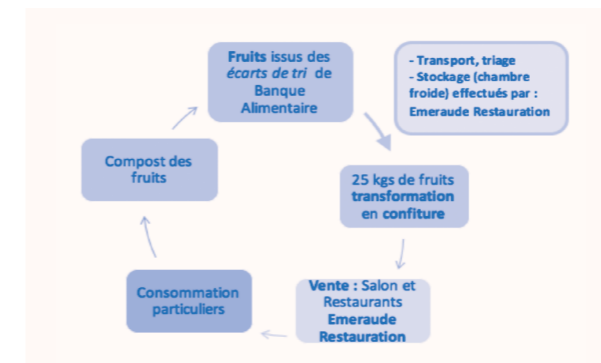 Fruits issus des
écarts de tri de
Banque
Alimentaire
- Transport, triage
- Stockage (chambre
froide) effectués par :
Emeraude Restauration
25 kgs de fruits
transformation
en confiture
Vente : Salon et
Restaurants
Emeraude
Restauration
Consommation
particuliers
Compost des
fruits